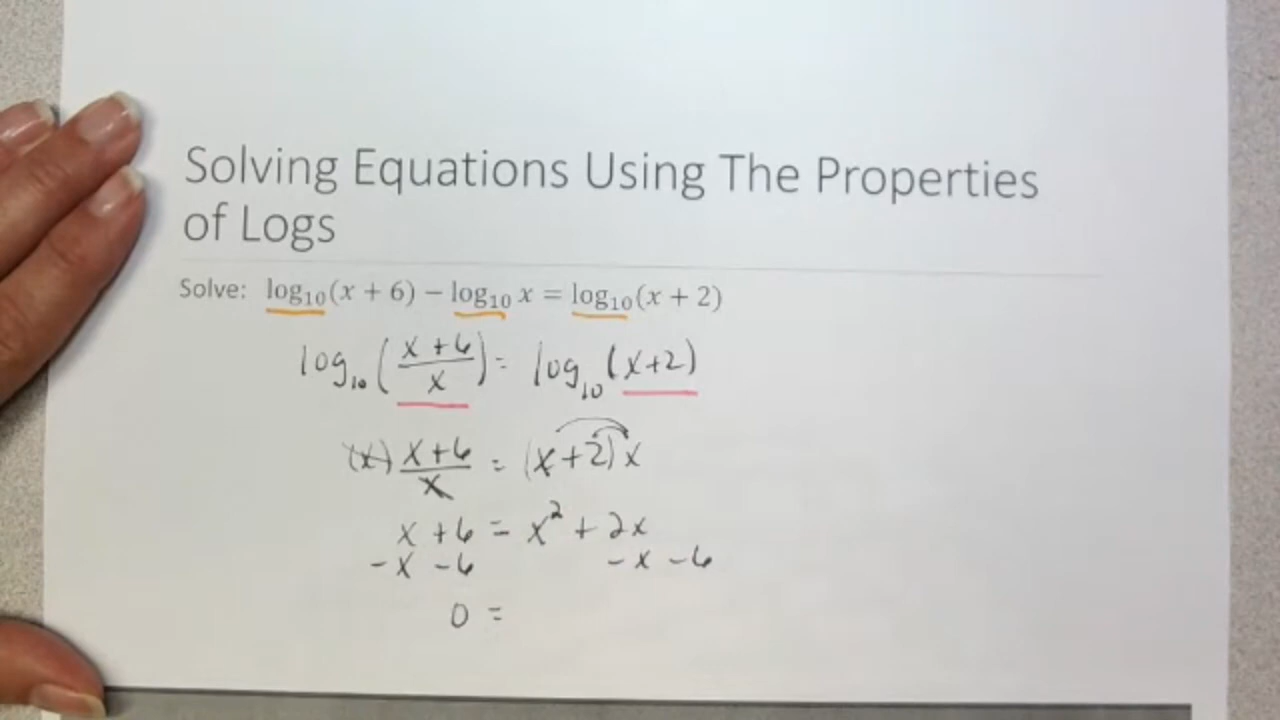 Solving Equations Using The Properties
of Logs
Solve: log₁₀(x + 6) − log₁₀ x = log₁₀(x + 2)
log₁₀((x+6)/x) = log₁₀(x+2)
(x) (x+6)/x = (x+2)x
x +6 = x² + 2x
-x -6 -x -6
0 =